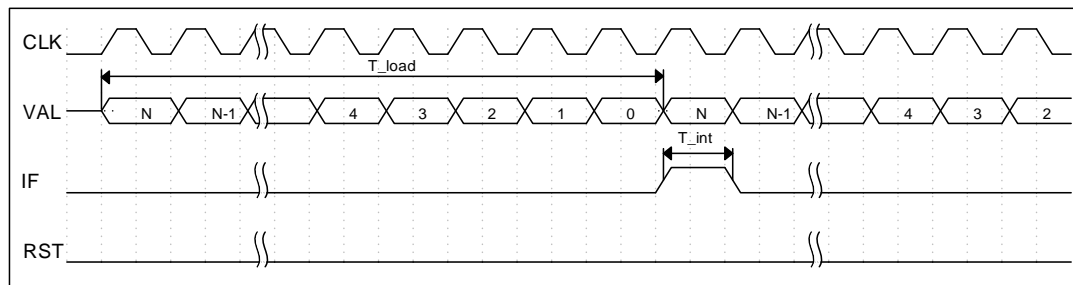 CLK
T_load
VAL N N-1 4 3 2 1 0 N N-1 4 3 2
T_int
IF
RST